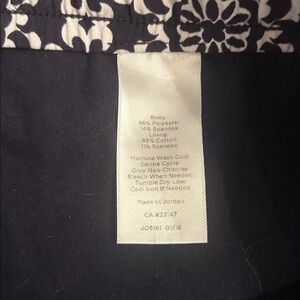 Body
86% Polyester
14% Spandex
Lining
89% Cotton
11% Spandex
Machine Wash Cold
Gentle Cycle
Only Non-Chlorine
Bleach When Needed
Tumble Dry Low
Cool Iron If Needed
Made in Jordan
CA #23147
JO5161 01/18